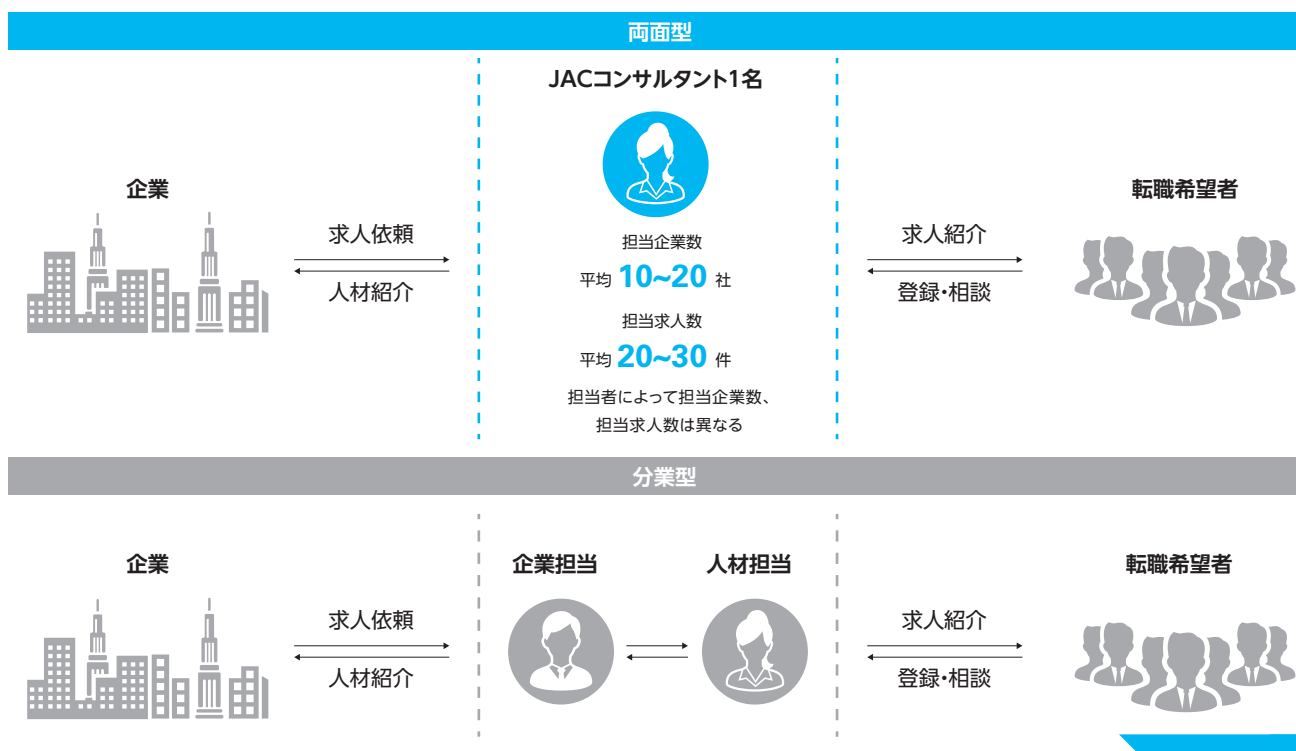 両面型
JACコンサルタント1名
企業
転職希望者
求人依頼
人材紹介
担当企業数
平均 10~20 社
担当求人数
平均 20~30 件
担当者によって担当企業数、
担当求人数は異なる
求人紹介
登録・相談
分業型
企業
企業担当
人材担当
転職希望者
求人依頼
人材紹介
求人紹介
登録・相談